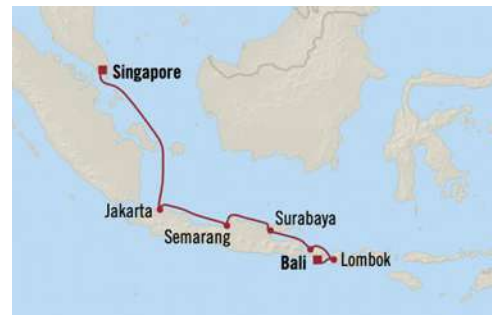 Singapore
Jakarta
Semarang
Surabaya
Bali
Lombok